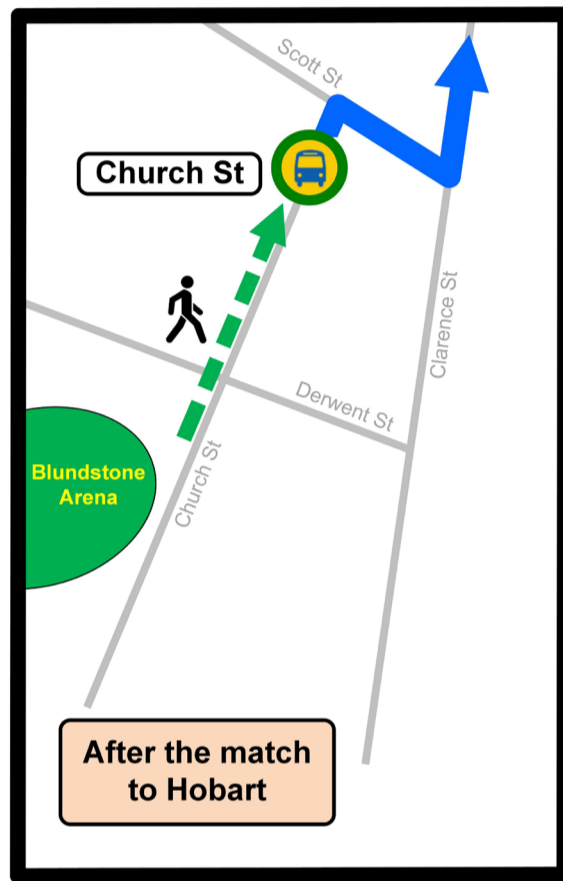 Scott St
Church St
Clarence St
Derwent St
Church St
Blundstone
Arena
After the match
to Hobart